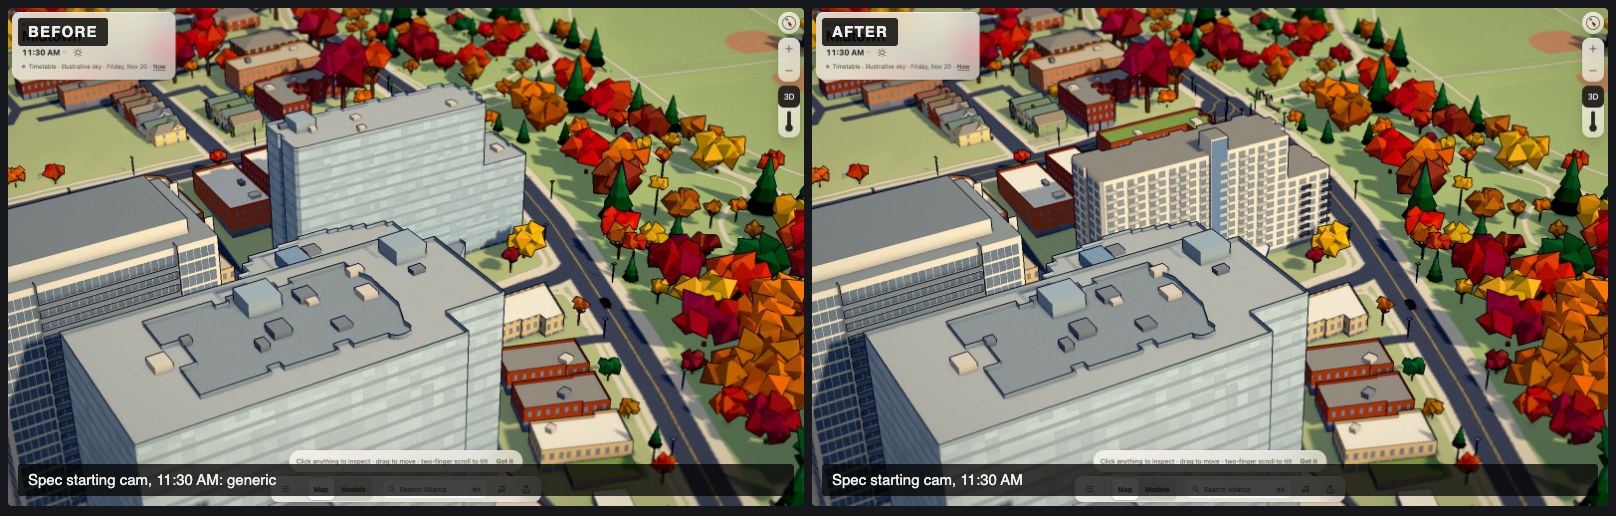 BEFORE
11:30 AM
Timetable · Illustrative sky · Friday, Nov 20 · Now
3D
Click anything to inspect · drag to move · two-finger scroll to tilt Got it
Spec starting cam, 11:30 AM: generic
Map Models Search Atlanta
AFTER
11:30 AM
Timetable · Illustrative sky · Friday, Nov 20 · Now
3D
Click anything to inspect · drag to move · two-finger scroll to tilt Got it
Spec starting cam, 11:30 AM
Map Models Search Atlanta